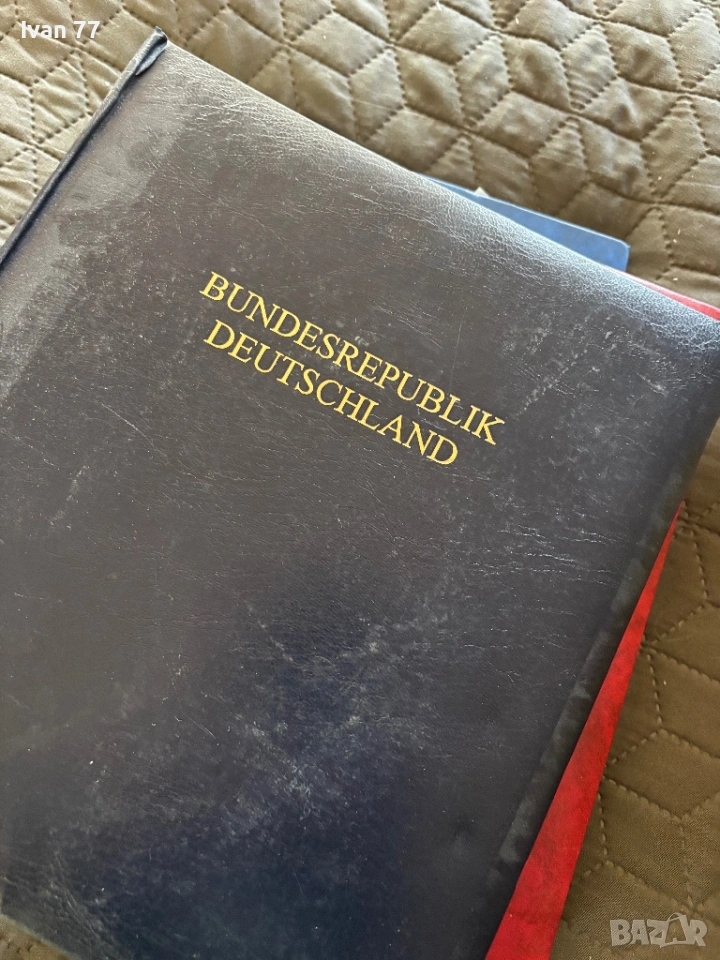 Ivan 77
BUNDESREPUBLIK
DEUTSCHLAND
BAZAR